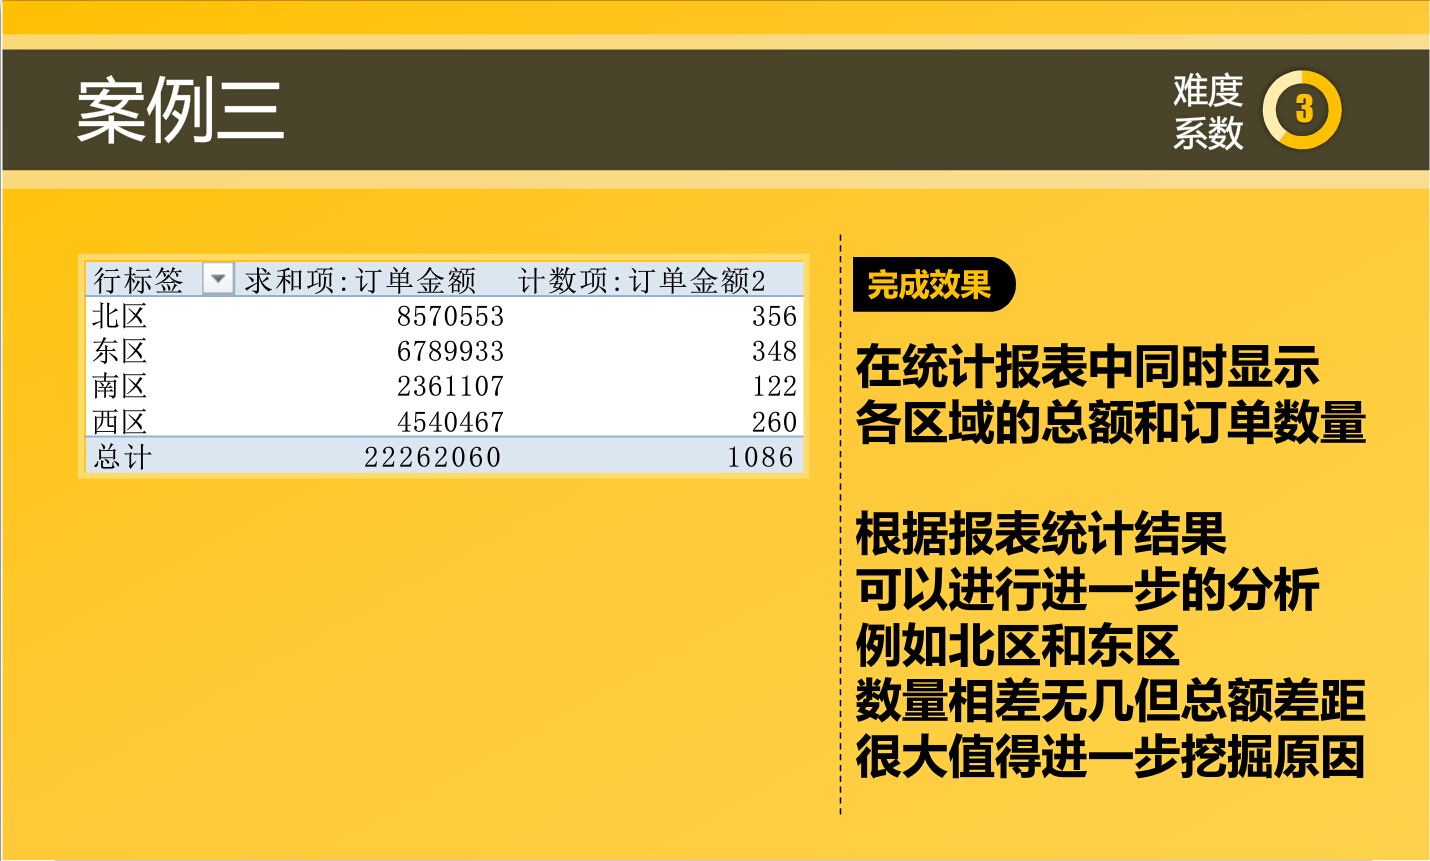 案例三
难度
系数
3
行标签 求和项:订单金额 计数项:订单金额2
北区 8570553 356
东区 6789933 348
南区 2361107 122
西区 4540467 260
总计 22262060 1086
完成效果
在统计报表中同时显示
各区域的总额和订单数量
根据报表统计结果
可以进行进一步的分析
例如北区和东区
数量相差无几但总额差距
很大值得进一步挖掘原因